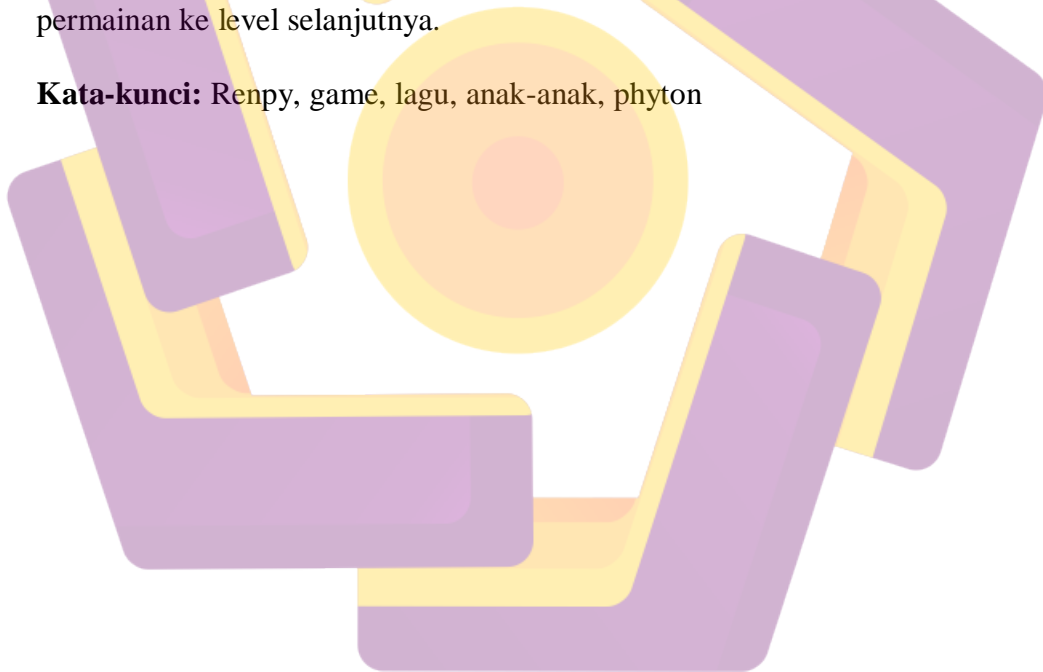 permainan ke level selanjutnya.
Kata-kunci: Renpy, game, lagu, anak-anak, phyton